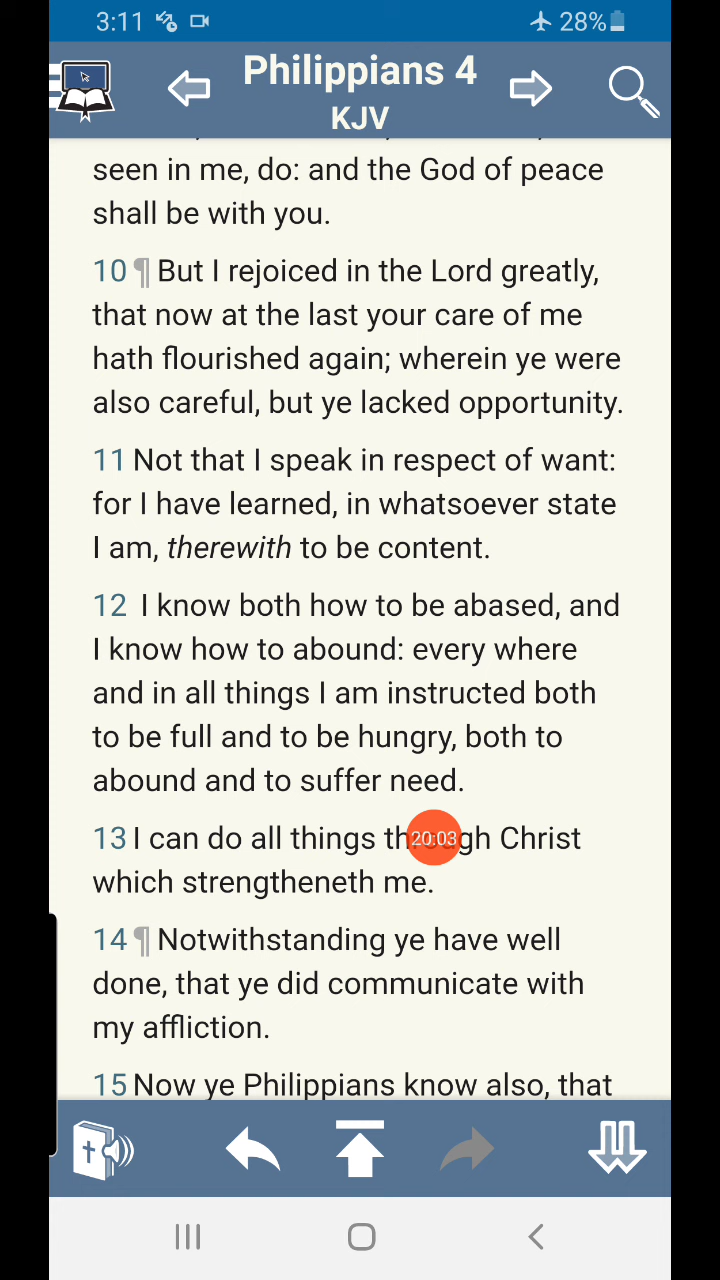 3:11
28%
Philippians 4
KJV
seen in me, do: and the God of peace
shall be with you.
10 ¶ But I rejoiced in the Lord greatly,
that now at the last your care of me
hath flourished again; wherein ye were
also careful, but ye lacked opportunity.
11 Not that I speak in respect of want:
for I have learned, in whatsoever state
I am, therewith to be content.
12 I know both how to be abased, and
I know how to abound: every where
and in all things I am instructed both
to be full and to be hungry, both to
abound and to suffer need.
13 I can do all things through Christ
20:03
which strengtheneth me.
14 ¶ Notwithstanding ye have well
done, that ye did communicate with
my affliction.
15 Now ye Philippians know also, that